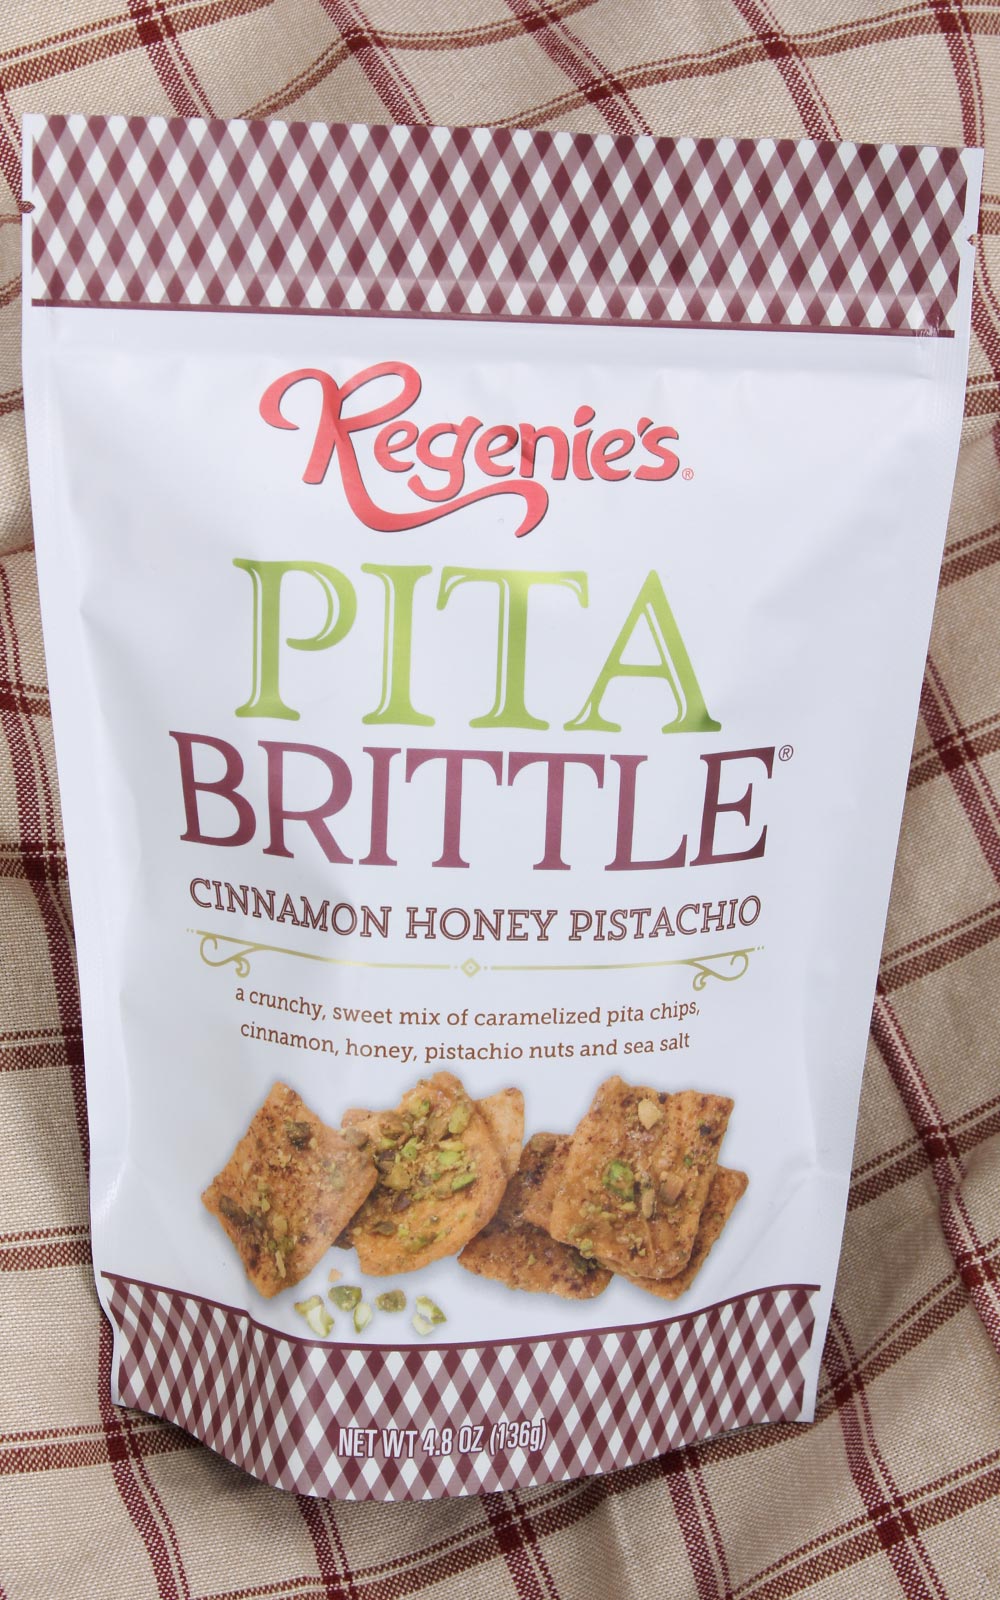 Regenie's®
PITA
BRITTLE®
CINNAMON HONEY PISTACHIO
a crunchy, sweet mix of caramelized pita chips,
cinnamon, honey, pistachio nuts and sea salt
NET WT 4.8 OZ (136g)